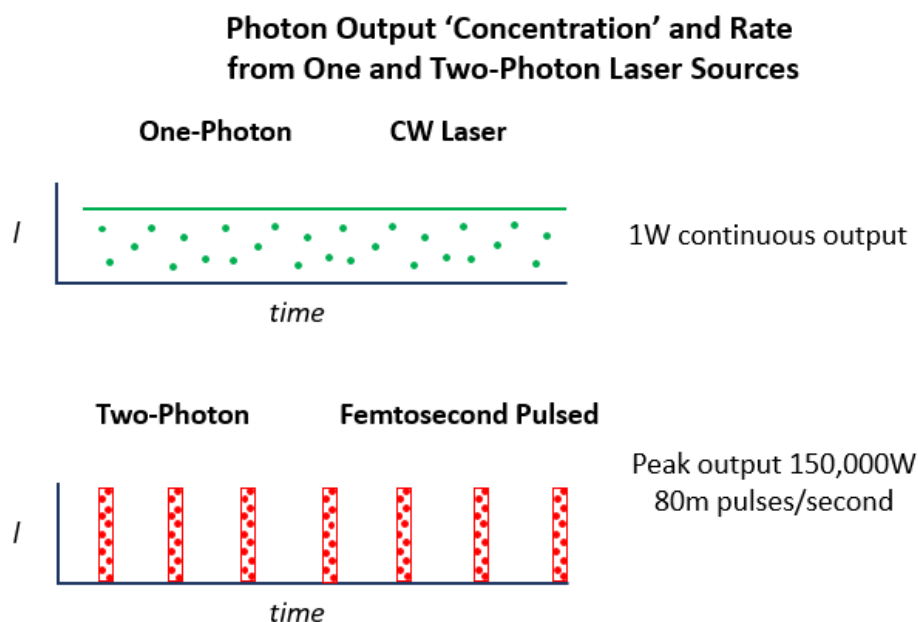 Photon Output ‘Concentration’ and Rate
from One and Two-Photon Laser Sources
One-Photon CW Laser
I
1W continuous output
time
Two-Photon Femtosecond Pulsed
Peak output 150,000W
80m pulses/second
I
time